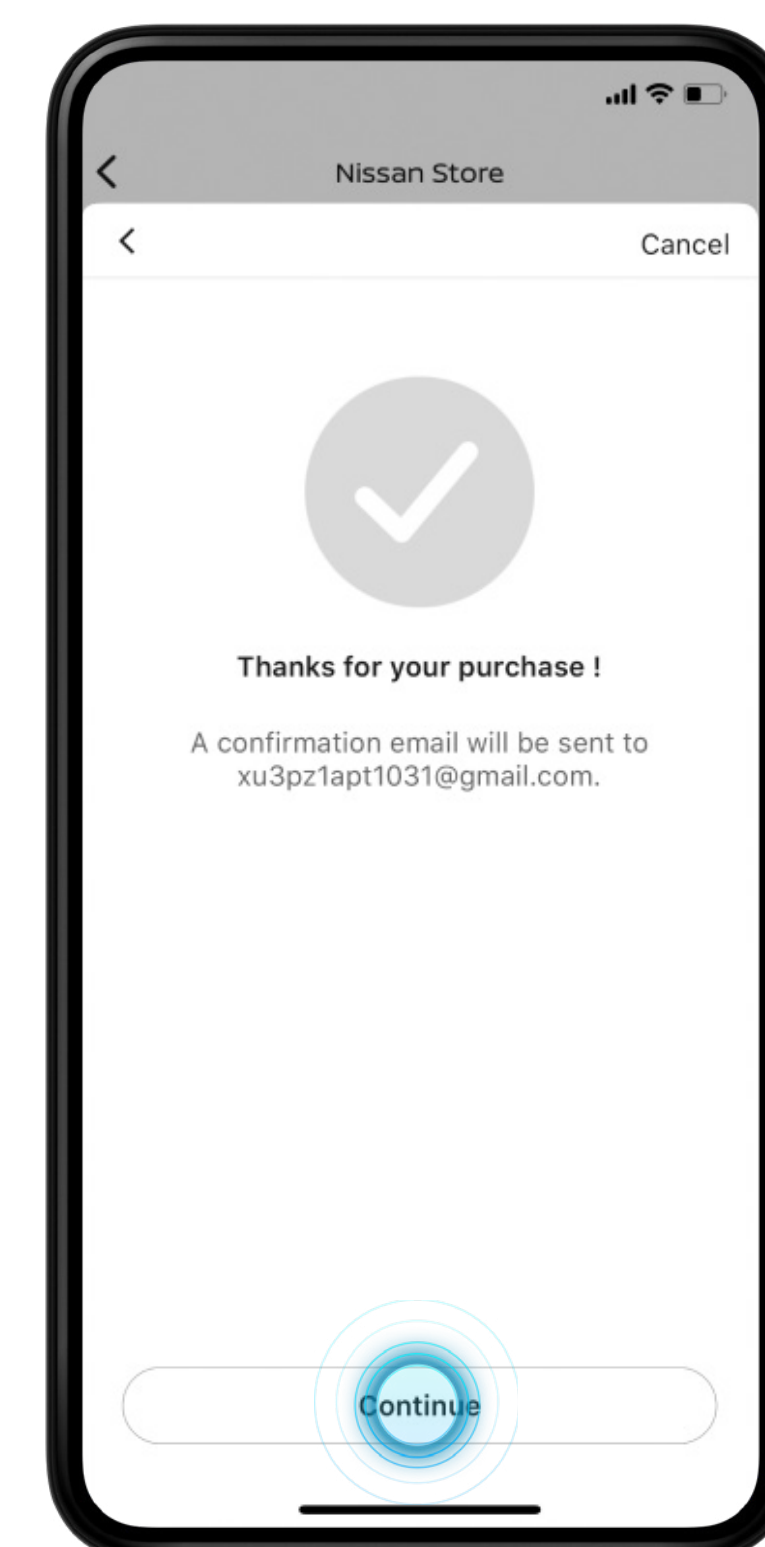 Nissan Store
Cancel
Thanks for your purchase !
A confirmation email will be sent to
xu3pz1apt1031@gmail.com.
Continue